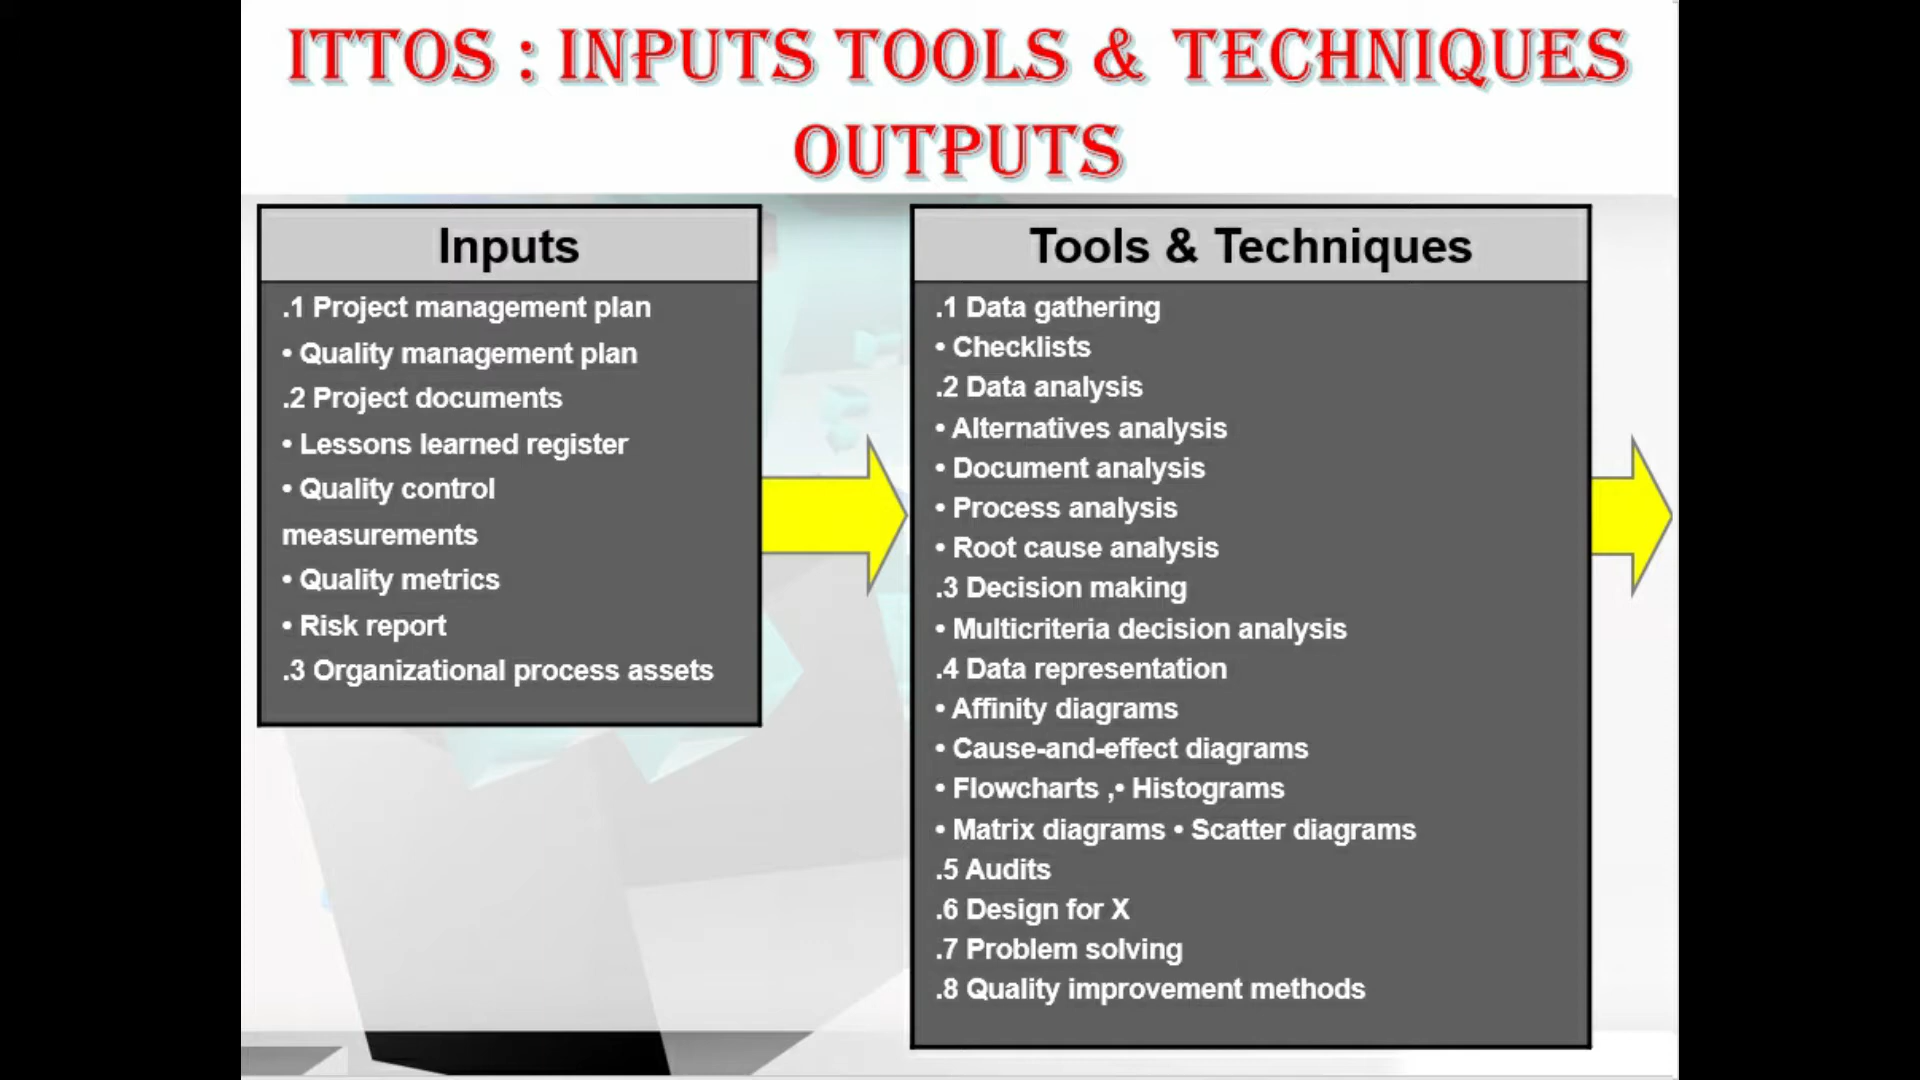 ITTOS : INPUTS TOOLS & TECHNIQUES
OUTPUTS
Inputs
.1 Project management plan
• Quality management plan
.2 Project documents
• Lessons learned register
• Quality control
measurements
• Quality metrics
• Risk report
.3 Organizational process assets
Tools & Techniques
.1 Data gathering
• Checklists
.2 Data analysis
• Alternatives analysis
• Document analysis
• Process analysis
• Root cause analysis
.3 Decision making
• Multicriteria decision analysis
.4 Data representation
• Affinity diagrams
• Cause-and-effect diagrams
• Flowcharts ,• Histograms
• Matrix diagrams • Scatter diagrams
.5 Audits
.6 Design for X
.7 Problem solving
.8 Quality improvement methods